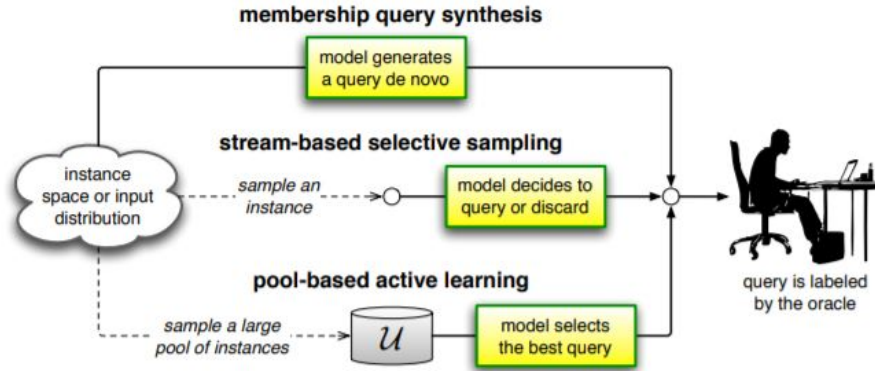 membership query synthesis
model generates
a query de novo
stream-based selective sampling
instance
space or input
distribution
sample an
instance
model decides to
query or discard
pool-based active learning
sample a large
pool of instances
U
model selects
the best query
query is labeled
by the oracle